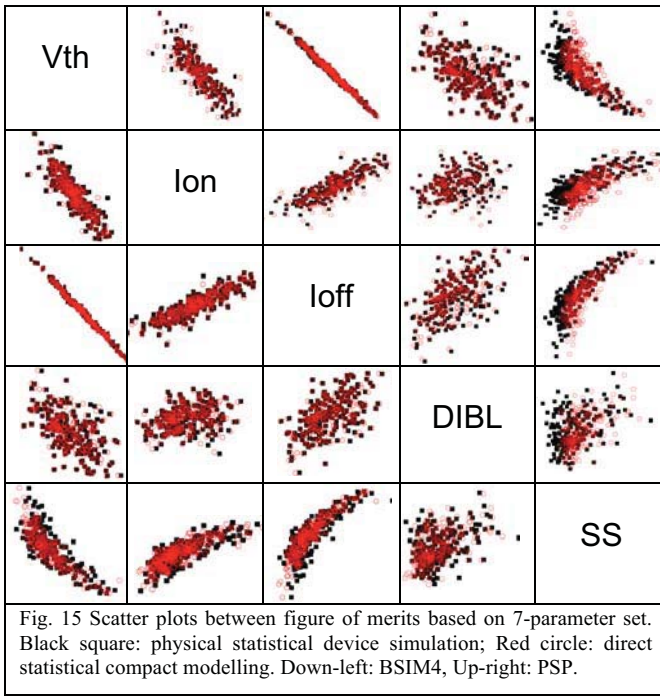 Vth
Ion
Ioff
DIBL
SS
Fig. 15 Scatter plots between figure of merits based on 7-parameter set.
Black square: physical statistical device simulation; Red circle: direct
statistical compact modelling. Down-left: BSIM4, Up-right: PSP.